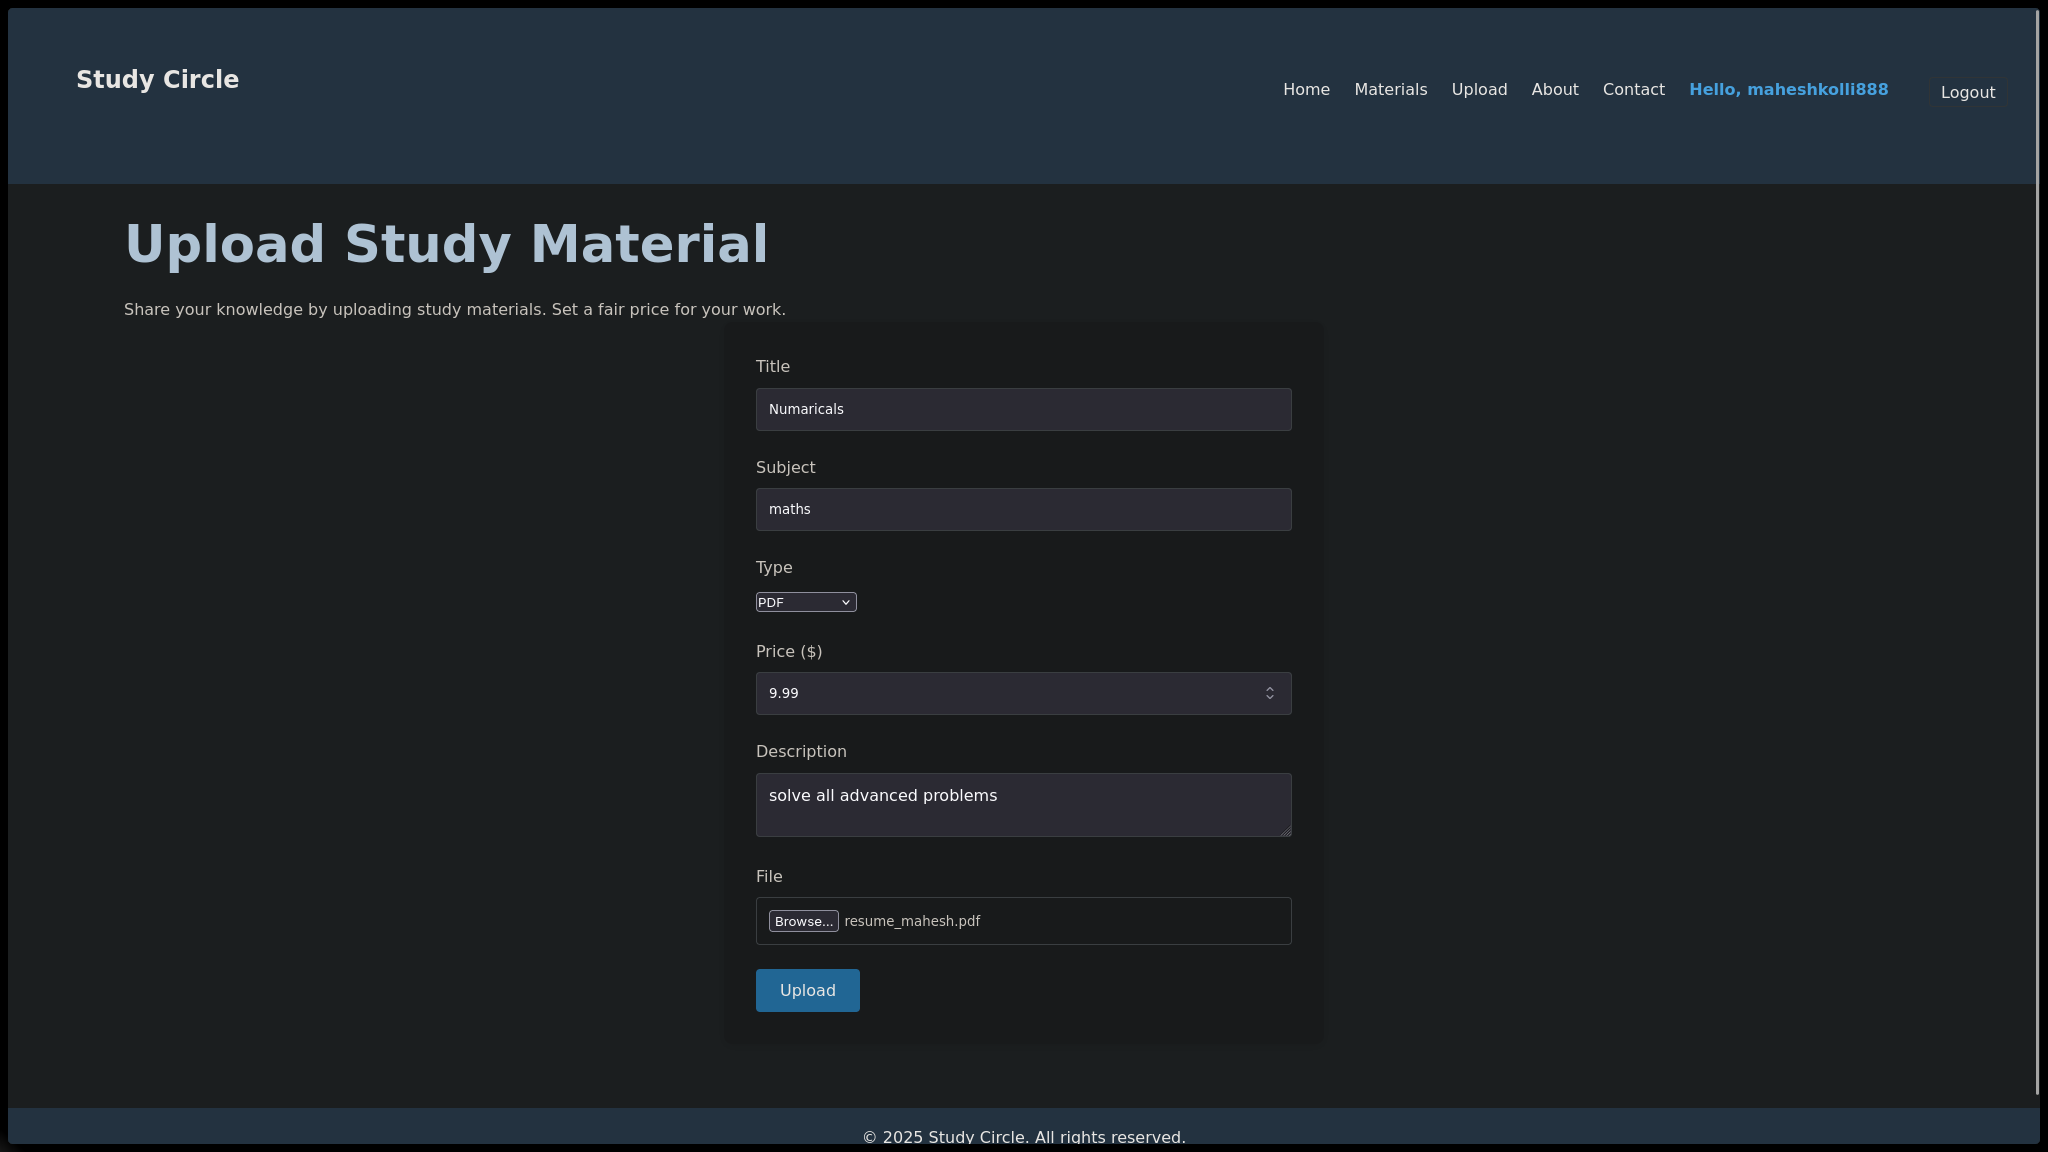 Study Circle
Home Materials Upload About Contact Hello, maheshkolli888 Logout
Upload Study Material
Share your knowledge by uploading study materials. Set a fair price for your work.
Title
Numaricals
Subject
maths
Type
PDF
Price ($)
9.99
Description
solve all advanced problems
File
Browse... resume_mahesh.pdf
Upload
© 2025 Study Circle. All rights reserved.